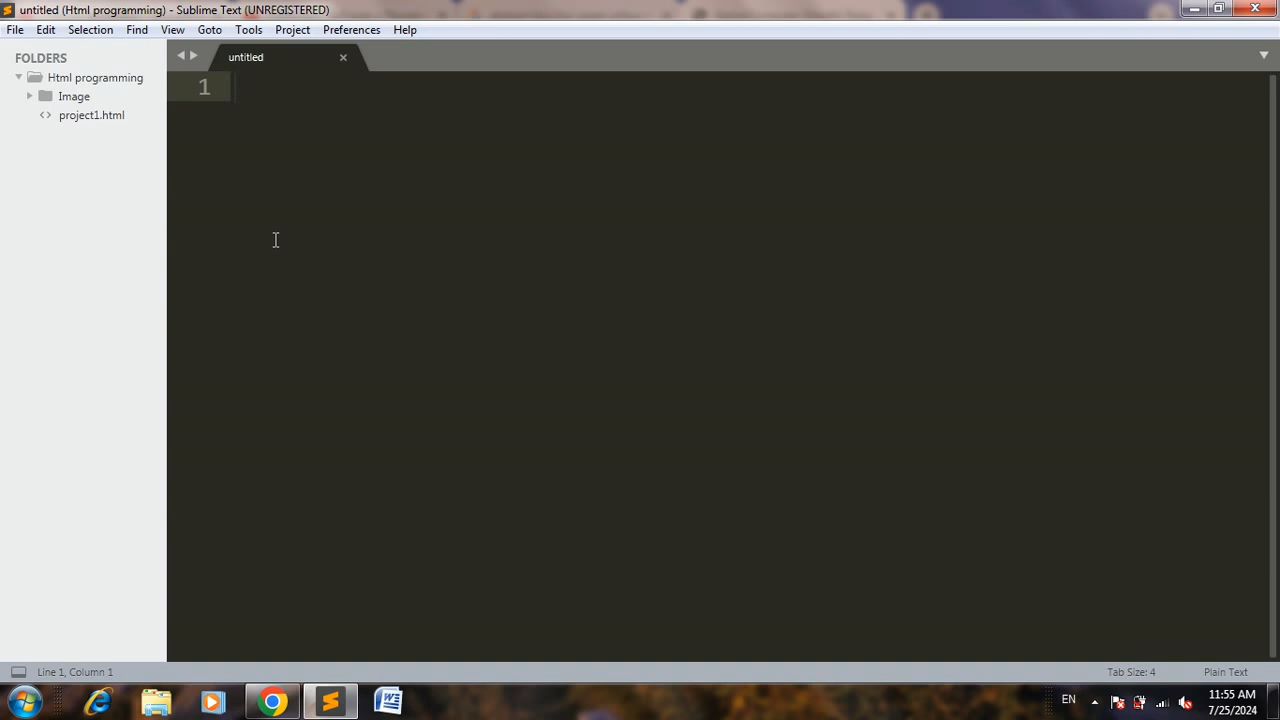 untitled (Html programming) - Sublime Text (UNREGISTERED)
File Edit Selection Find View Goto Tools Project Preferences Help
FOLDERS
Html programming
Image
project1.html
untitled
1
Line 1, Column 1
Tab Size: 4
Plain Text
EN
11:55 AM
7/25/2024